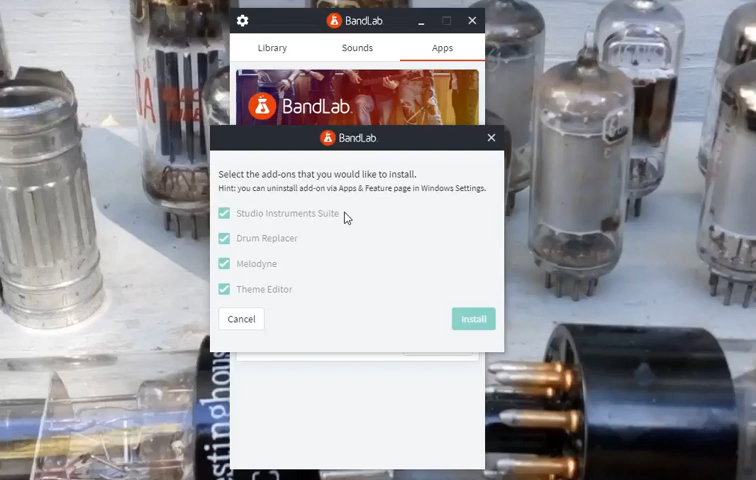 BandLab
Library
Sounds
Apps
BandLab
BandLab
Select the add-ons that you would like to install.
Hint: you can uninstall add-on via Apps & Feature page in Windows Settings.
Studio Instruments Suite
Drum Replacer
Melodyne
Theme Editor
Cancel
Install